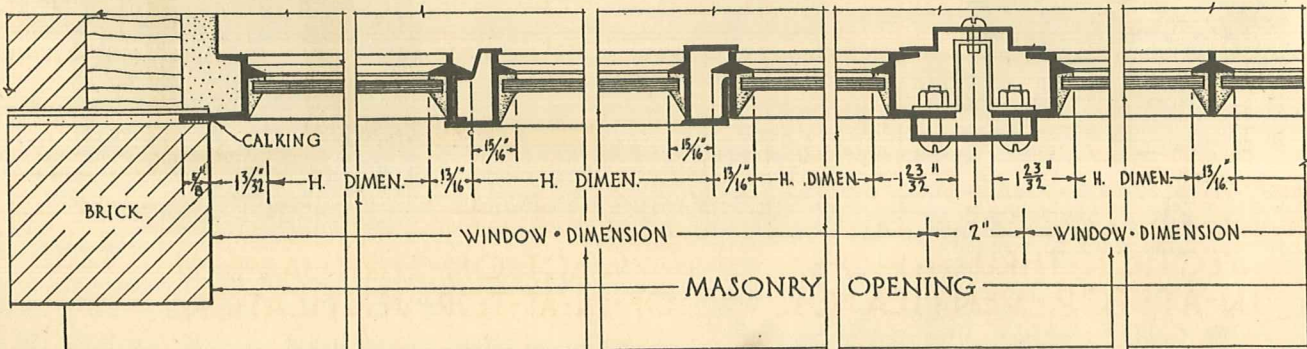 15/16"
15/16"
CALKING
5/8" 1 3/32" H. DIMEN. 13/16" H. DIMEN. 13/16" H. DIMEN. 1 23/32" 1 23/32" H. DIMEN. 13/16"
BRICK
WINDOW • DIMENSION 2" WINDOW • DIMENSION
MASONRY OPENING